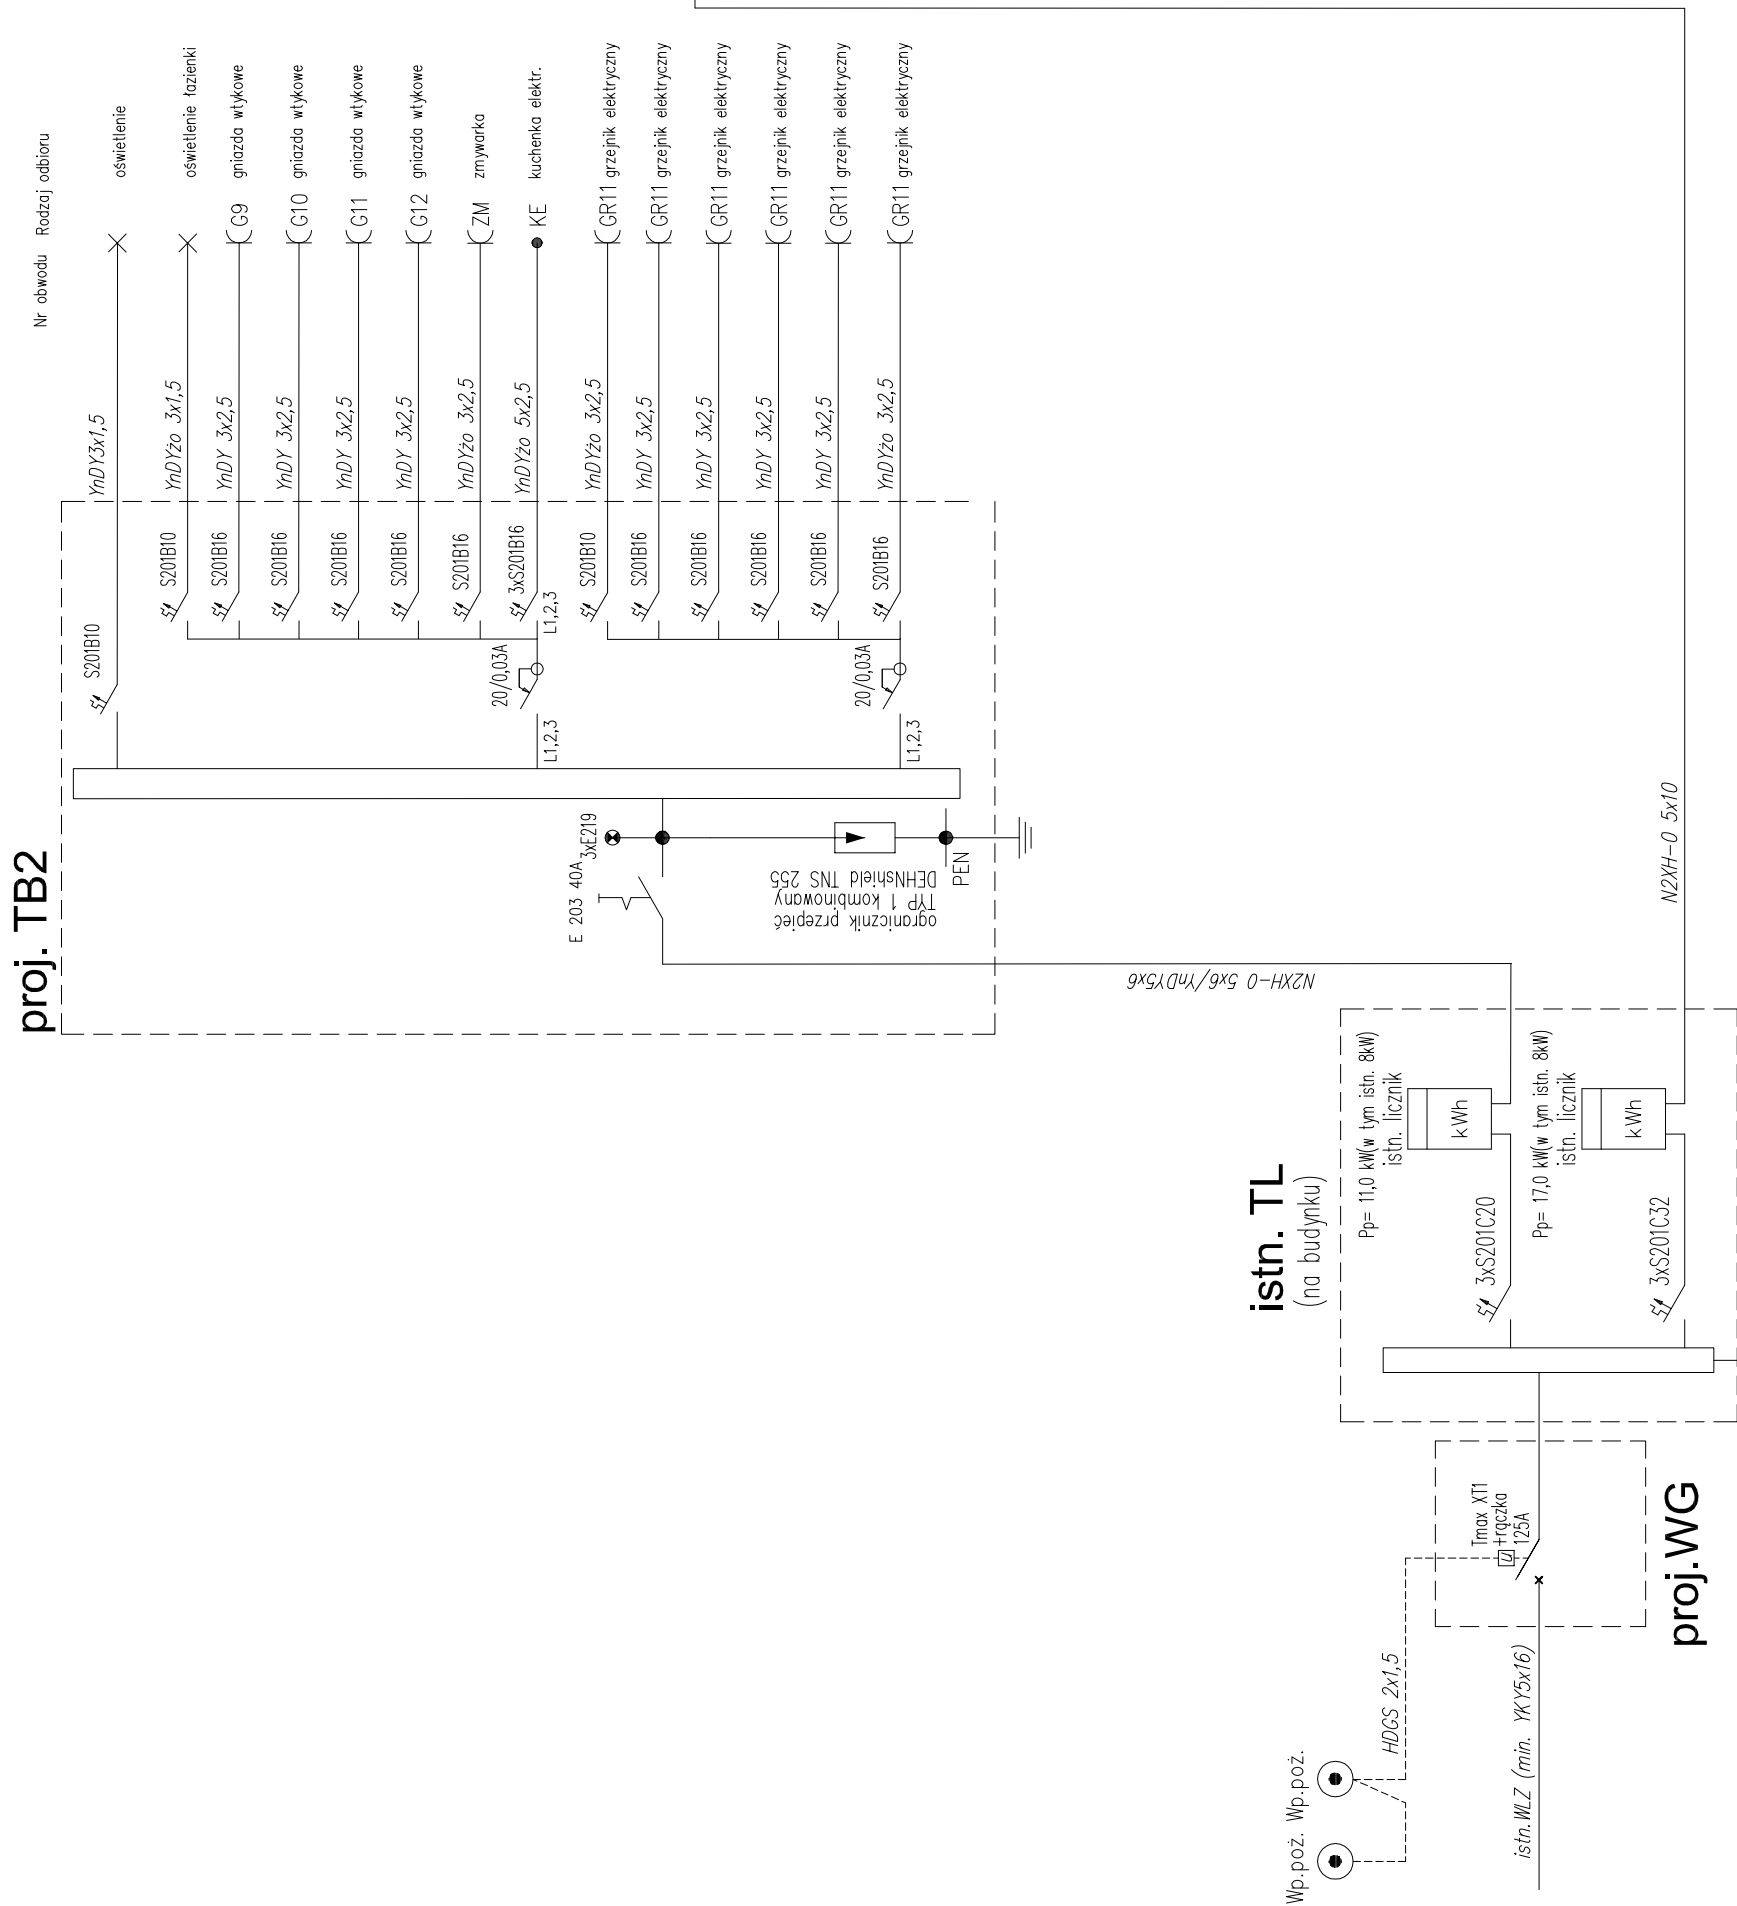 proj. TB2
Nr obwodu Rodzaj odbioru
S201B10
YnDY3x1,5
oświetlenie
S201B10
YnDYżo 3x1,5
oświetlenie łazienki
S201B16
YnDY 3x2,5
G9
gniazda wtykowe
S201B16
YnDY 3x2,5
G10
gniazda wtykowe
S201B16
YnDY 3x2,5
G11
gniazda wtykowe
S201B16
YnDY 3x2,5
G12
gniazda wtykowe
S201B16
YnDYżo 3x2,5
ZM
zmywarka
3xS201B16
YnDYżo 5x2,5
KE
kuchenka elektr.
L1,2,3
20/0,03A
L1,2,3
S201B10
YnDYżo 3x2,5
GR11 grzejnik elektryczny
S201B16
YnDY 3x2,5
GR11 grzejnik elektryczny
S201B16
YnDY 3x2,5
GR11 grzejnik elektryczny
S201B16
YnDY 3x2,5
GR11 grzejnik elektryczny
S201B16
YnDY 3x2,5
GR11 grzejnik elektryczny
S201B16
YnDYżo 3x2,5
GR11 grzejnik elektryczny
20/0,03A
L1,2,3
E 203 40A
3xE219
ogranicznik przepięć
TYP 1 kombinowany
DEHNshield TNS 255
PEN
N2XH-O 5x6/YnDY5x6
N2XH-O 5x10
istn. TL
(na budynku)
Pp= 11,0 kW(w tym istn. 8kW)
istn. licznik
kWh
3xS201C20
Pp= 17,0 kW(w tym istn. 8kW)
istn. licznik
kWh
3xS201C32
Tmax XT1
+rączka
125A
u
proj.WG
HDGS 2x1,5
istn.WLZ (min. YKY5x16)
Wp.poż. Wp.poż.